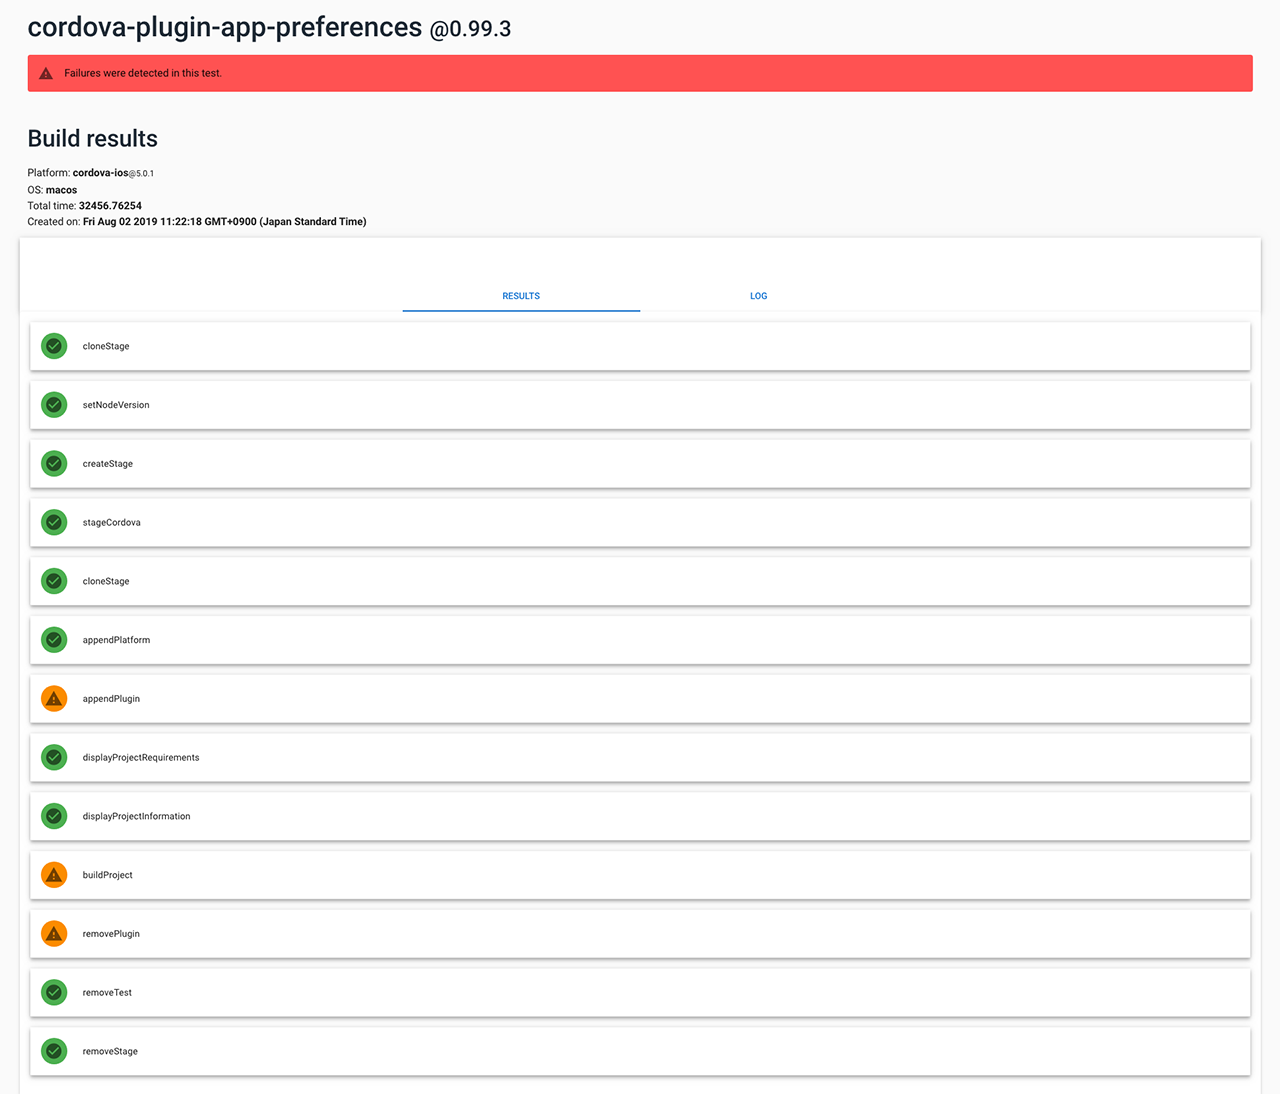 cordova-plugin-app-preferences @0.99.3
Failures were detected in this test.
Build results
Platform: cordova-ios@5.0.1
OS: macos
Total time: 32456.76254
Created on: Fri Aug 02 2019 11:22:18 GMT+0900 (Japan Standard Time)
RESULTS LOG
cloneStage
setNodeVersion
createStage
stageCordova
cloneStage
appendPlatform
appendPlugin
displayProjectRequirements
displayProjectInformation
buildProject
removePlugin
removeTest
removeStage